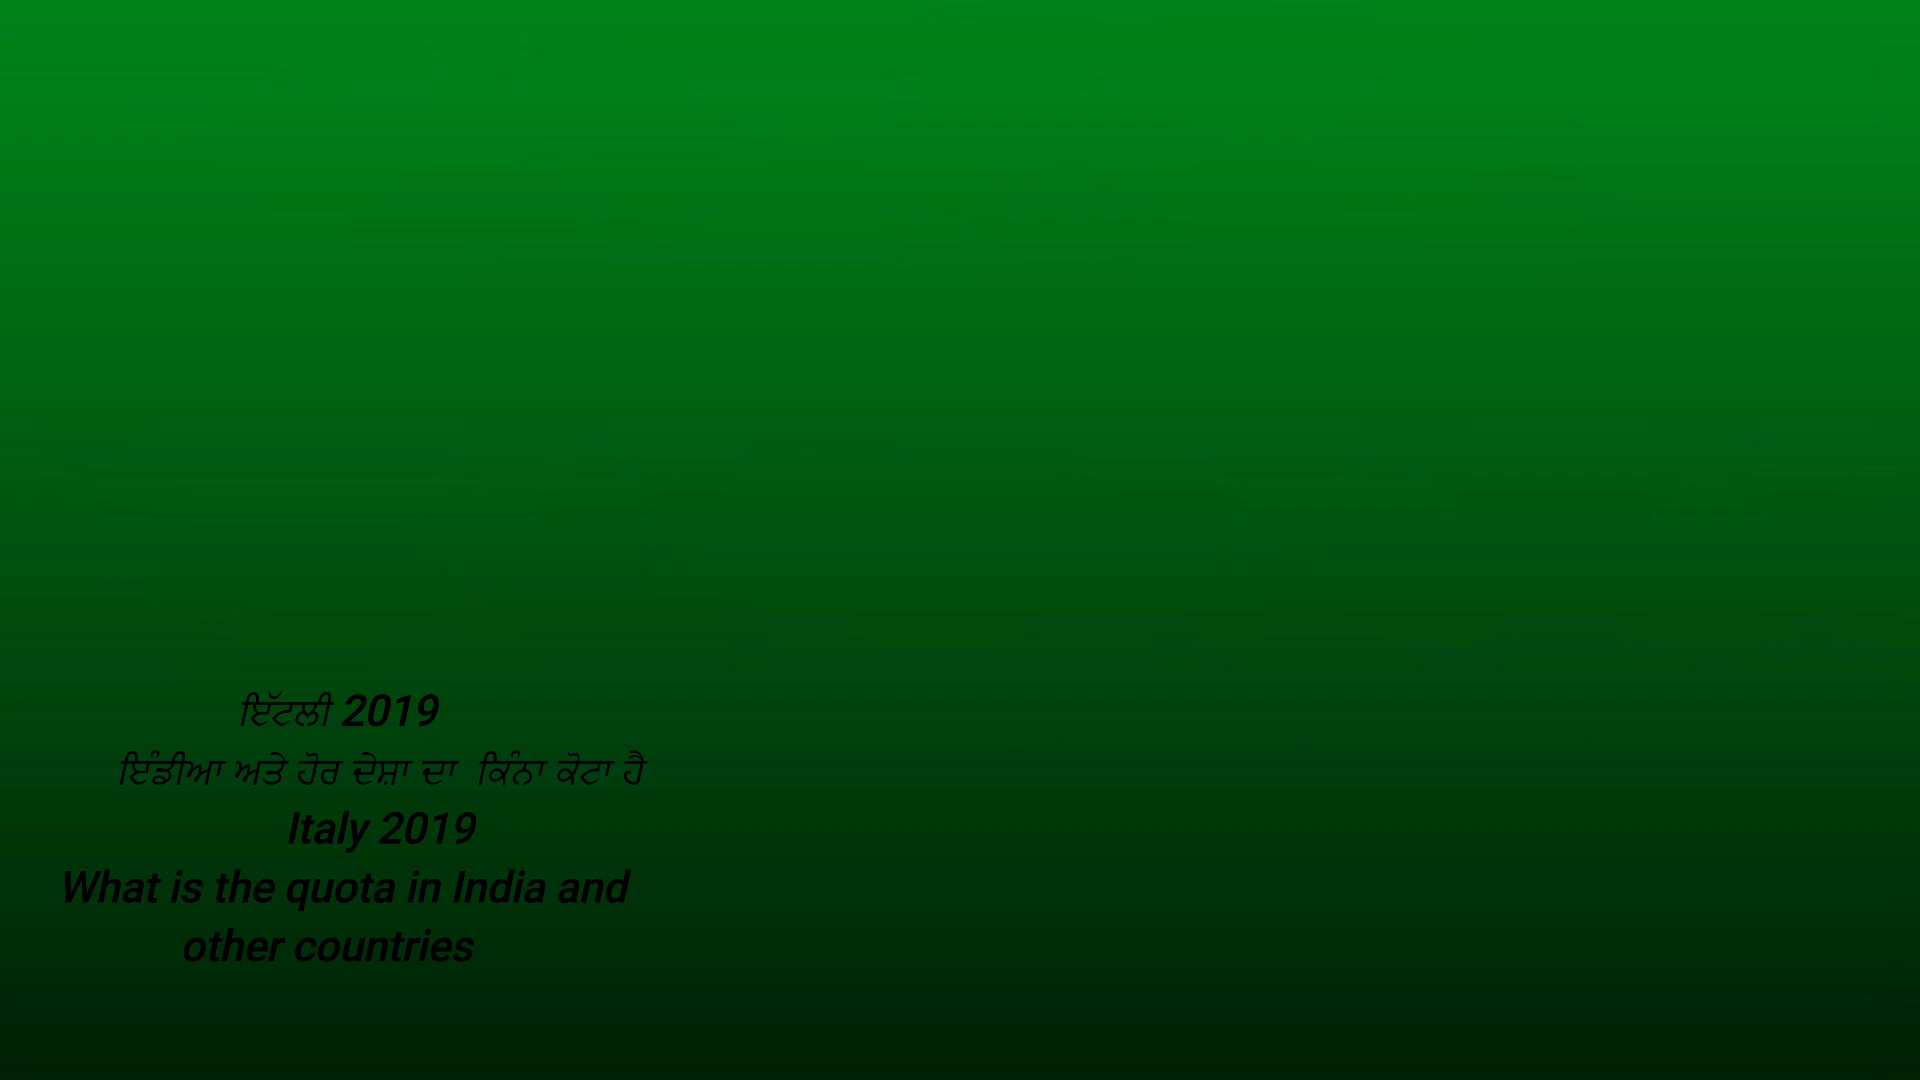 ਇੱਟਲੀ 2019
ਇੰਡੀਆ ਅਤੇ ਹੋਰ ਦੇਸ਼ਾ ਦਾ  ਕਿੰਨਾ ਕੋਟਾ ਹੈ
Italy 2019
What is the quota in India and
other countries